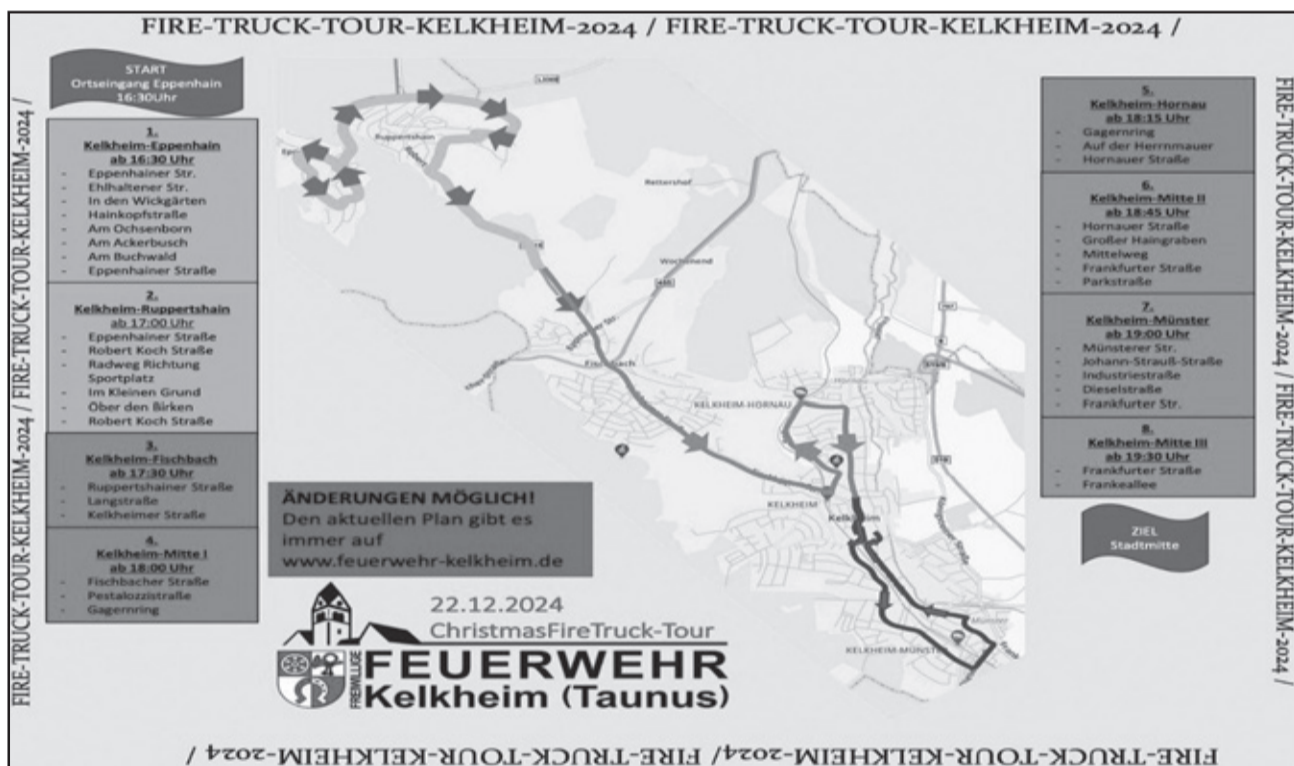 FIRE-TRUCK-TOUR-KELKHEIM-2024 / FIRE-TRUCK-TOUR-KELKHEIM-2024 /
FIRE-TRUCK-TOUR-KELKHEIM-2024 / FIRE-TRUCK-TOUR-KELKHEIM-2024 /
START
Ortseingang Eppenhain
16:30Uhr
1.
Kelkheim-Eppenhain
ab 16:30 Uhr
- Eppenhainer Str.
- Ehlhaltener Str.
- In den Wickgärten
- Hainkopfstraße
- Am Ochsenborn
- Am Ackerbusch
- Am Buchwald
- Eppenhainer Straße
2.
Kelkheim-Ruppertshain
ab 17:00 Uhr
- Eppenhainer Straße
- Robert Koch Straße
- Radweg Richtung
Sportplatz
- Im Kleinen Grund
- Öber den Birken
- Robert Koch Straße
3.
Kelkheim-Fischbach
ab 17:30 Uhr
- Ruppertshainer Straße
- Langstraße
- Kelkheimer Straße
4.
Kelkheim-Mitte I
ab 18:00 Uhr
- Fischbacher Straße
- Pestalozzistraße
- Gagernring
Ruppertshain
Rettershof
Fischbach
KELKHEIM-HORNAU
Hornau
KELKHEIM
Kelkheim
Münster
KELKHEIM-MÜNSTER
Frank
ÄNDERUNGEN MÖGLICH!
Den aktuellen Plan gibt es
immer auf
www.feuerwehr-kelkheim.de
22.12.2024
ChristmasFireTruck-Tour
FREIWILLIGE
FEUERWEHR
Kelkheim (Taunus)
5.
Kelkheim-Hornau
ab 18:15 Uhr
- Gagernring
- Auf der Herrnmauer
- Hornauer Straße
6.
Kelkheim-Mitte II
ab 18:45 Uhr
- Hornauer Straße
- Großer Haingraben
- Mittelweg
- Frankfurter Straße
- Parkstraße
7.
Kelkheim-Münster
ab 19:00 Uhr
- Münsterer Str.
- Johann-Strauß-Straße
- Industriestraße
- Dieselstraße
- Frankfurter Str.
8.
Kelkheim-Mitte III
ab 19:30 Uhr
- Frankfurter Straße
- Frankeallee
ZIEL
Stadtmitte
FIRE-TRUCK-TOUR-KELKHEIM-2024 / FIRE-TRUCK-TOUR-KELKHEIM-2024 /
FIRE-TRUCK-TOUR-KELKHEIM-2024/ FIRE-TRUCK-TOUR-KELKHEIM-2024 /